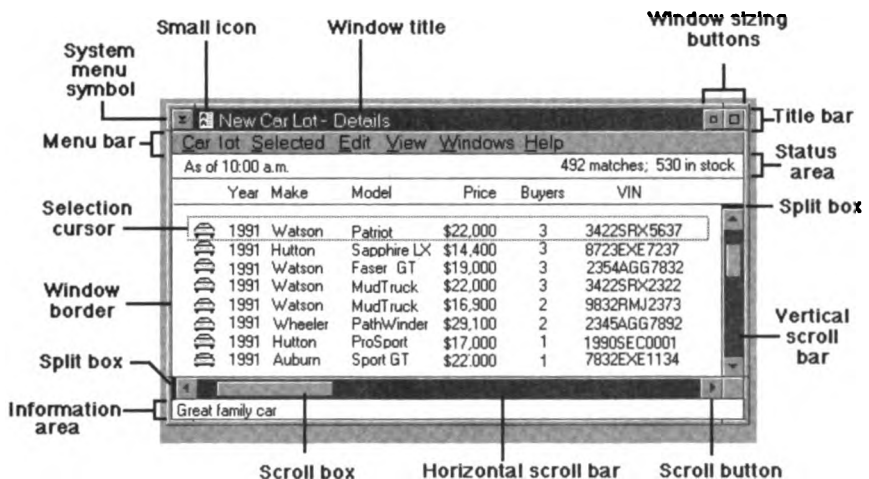 Small icon
Window title
Window sizing buttons
System menu symbol
New Car Lot - Details
Title bar
Menu bar
Car lot Selected Edit View Windows Help
As of 10:00 a.m. 492 matches; 530 in stock
Status area
Year Make Model Price Buyers VIN
Split box
Selection cursor
1991 Watson Patriot $22,000 3 3422SRX5637
1991 Hutton Sapphire LX $14,400 3 8723EXE7237
1991 Watson Faser GT $19,000 3 2354AGG7832
1991 Watson MudTruck $22,000 3 3422SRX2322
1991 Watson MudTruck $16,900 2 9832RMJ2373
1991 Wheeler PathWinder $29,100 2 2345AGG7892
1991 Hutton ProSport $17,000 1 1990SEC0001
1991 Auburn Sport GT $22,000 1 7832EXE1134
Window border
Vertical scroll bar
Split box
Information area
Great family car
Scroll box
Horizontal scroll bar
Scroll button